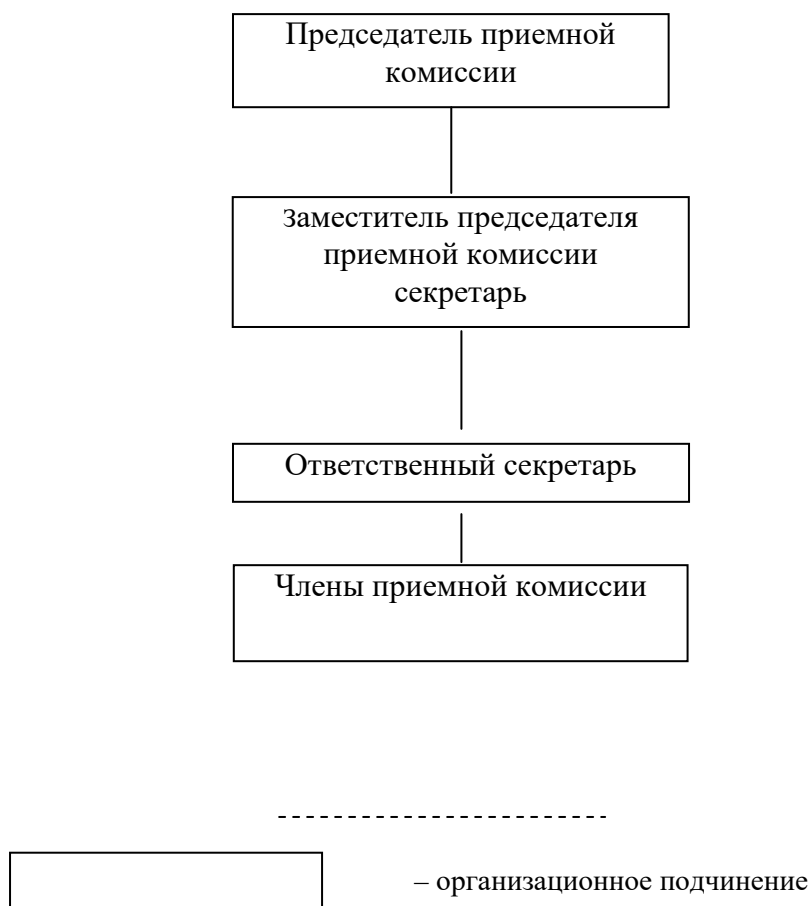 Председатель приемной
комиссии
Заместитель председателя
приемной комиссии
секретарь
Ответственный секретарь
Члены приемной комиссии
– организационное подчинение